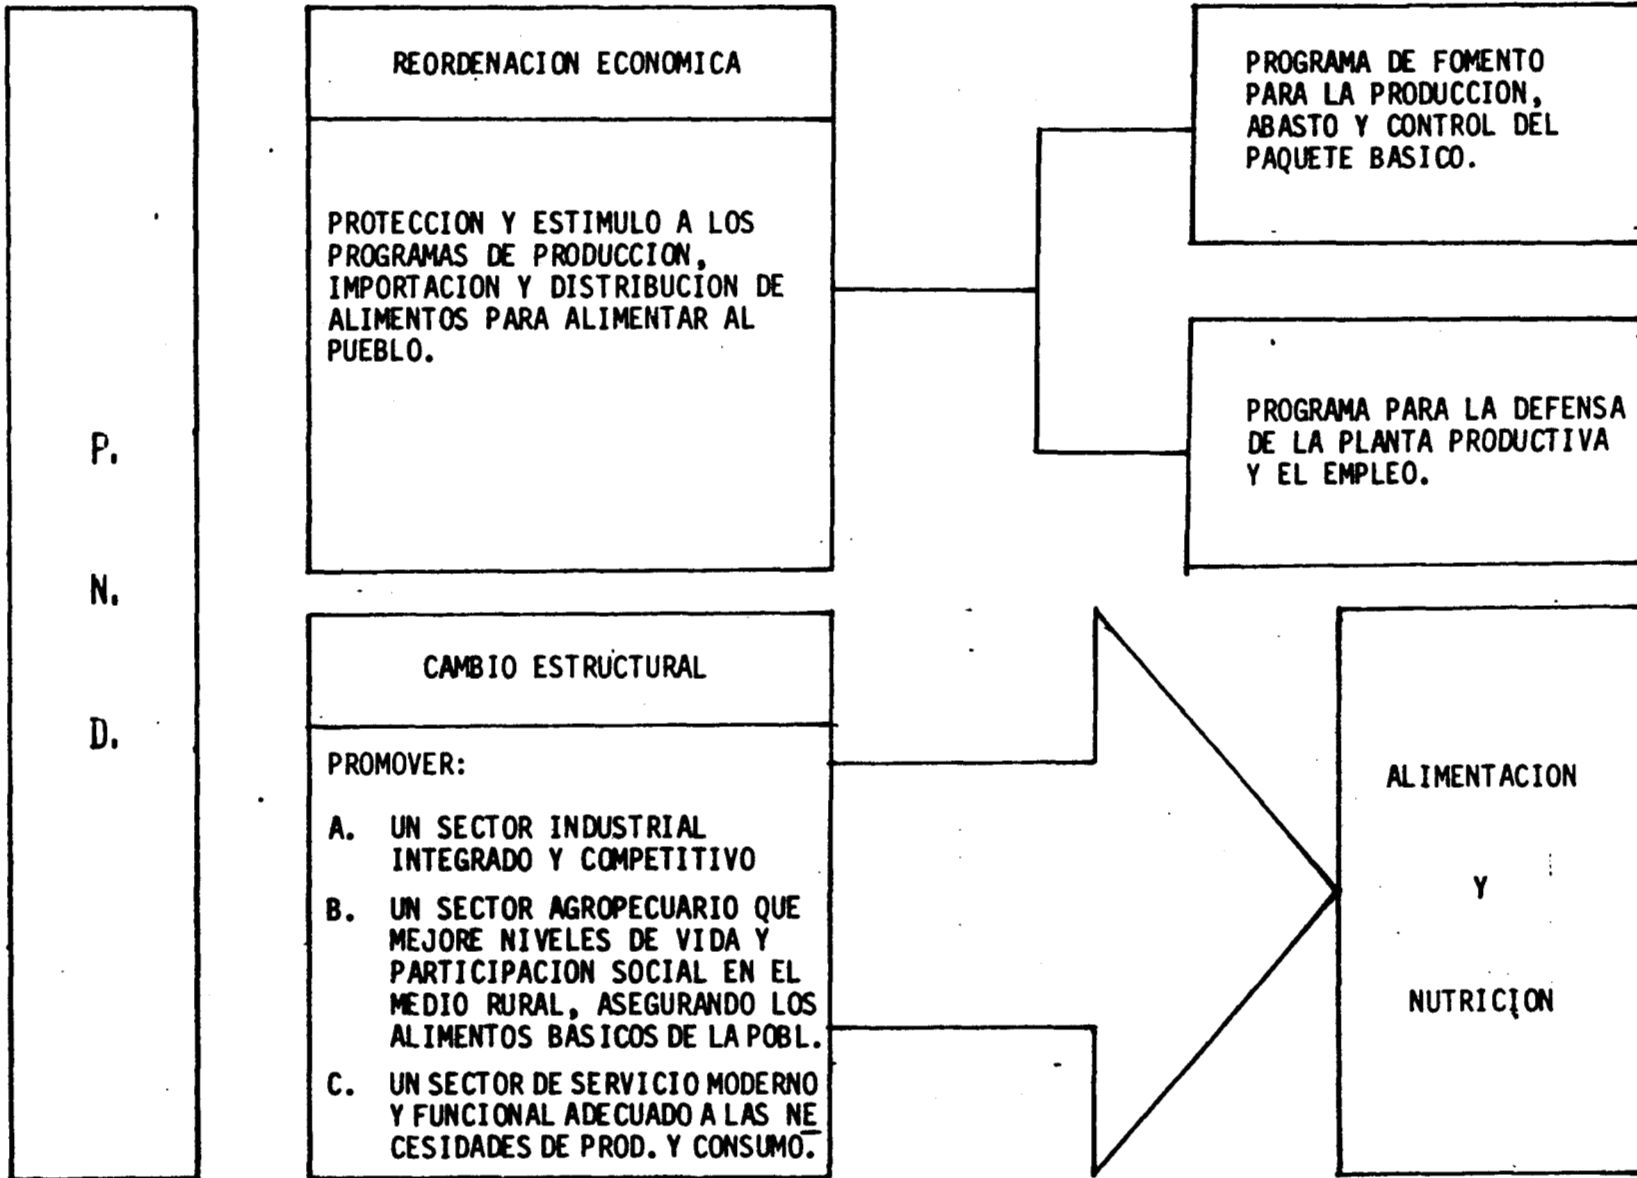 P.
N.
D.
REORDENACION ECONOMICA
PROTECCION Y ESTIMULO A LOS
PROGRAMAS DE PRODUCCION,
IMPORTACION Y DISTRIBUCION DE
ALIMENTOS PARA ALIMENTAR AL
PUEBLO.
PROGRAMA DE FOMENTO
PARA LA PRODUCCION,
ABASTO Y CONTROL DEL
PAQUETE BASICO.
PROGRAMA PARA LA DEFENSA
DE LA PLANTA PRODUCTIVA
Y EL EMPLEO.
CAMBIO ESTRUCTURAL
PROMOVER:
A. UN SECTOR INDUSTRIAL
INTEGRADO Y COMPETITIVO
B. UN SECTOR AGROPECUARIO QUE
MEJORE NIVELES DE VIDA Y
PARTICIPACION SOCIAL EN EL
MEDIO RURAL, ASEGURANDO LOS
ALIMENTOS BASICOS DE LA POBL.
C. UN SECTOR DE SERVICIO MODERNO
Y FUNCIONAL ADECUADO A LAS NE
CESIDADES DE PROD. Y CONSUMO.
ALIMENTACION
Y
NUTRICION